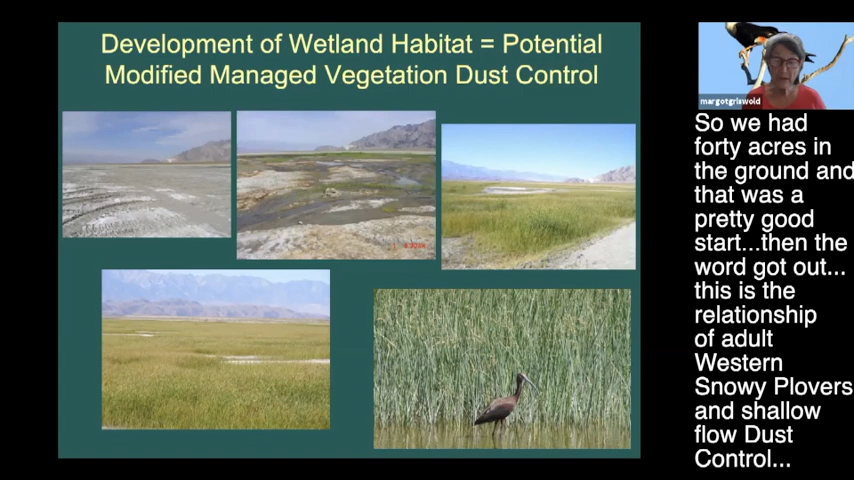 Development of Wetland Habitat = Potential
Modified Managed Vegetation Dust Control
margotgriswold
So we had
forty acres in
the ground and
that was a
pretty good
start...then the
word got out...
this is the
relationship
of adult
Western
Snowy Plovers
and shallow
flow Dust
Control...